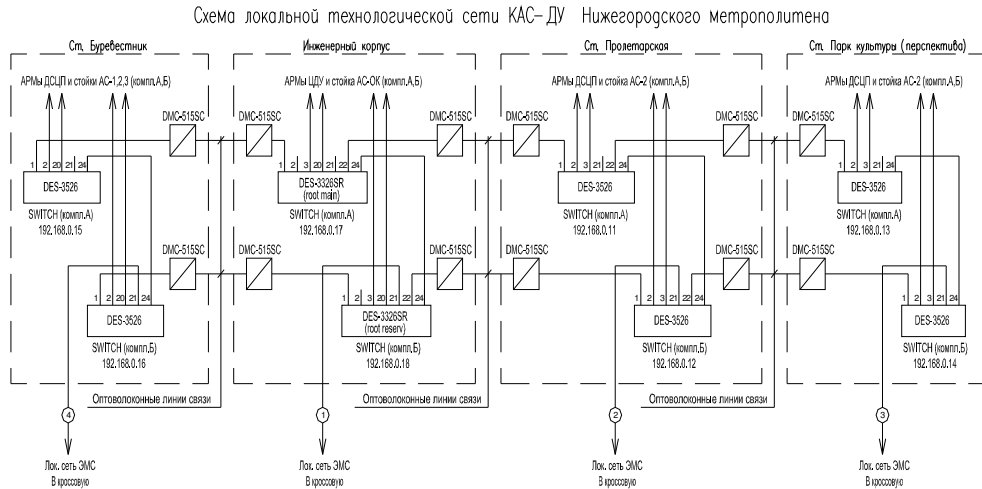 Схема локальной технологической сети КАС-ДУ Нижегородского метрополитена
Ст. Буревестник
АРМы ДСЦП и стойки АС-1,2,3 (компл,А,Б)
DMC-515SC
1 2 20 21 24
DES-3526
SWITCH (компл.А)
192.168.0.15
DMC-515SC
1 2 20 21 24
DES-3526
SWITCH (компл,Б)
192.168.0.16
Оптоволоконные линии связи
4
Лок. сеть ЭМС
В кроссовую
Инженерный корпус
АРМы ЦДУ и стойка АС-ОК (компл,А,Б)
DMC-515SC
DMC-515SC
1 2 3 20 21 22 24
DES-3326SR
(root main)
SWITCH (компл,А)
192.168.0.17
DMC-515SC
DMC-515SC
1 2 3 20 21 22 24
DES-3326SR
(root reserv)
SWITCH (компл,Б)
192.168.0.18
Оптоволоконные линии связи
1
Лок. сеть ЭМС
В кроссовую
Ст. Пролетарская
АРМы ДСЦП и стойка АС-2 (компл,А,Б)
DMC-515SC
DMC-515SC
1 2 3 21 22 24
DES-3526
SWITCH (компл,А)
192.168.0.11
DMC-515SC
DMC-515SC
1 2 3 21 22 24
DES-3526
SWITCH (компл,Б)
192.168.0.12
Оптоволоконные линии связи
2
Лок. сеть ЭМС
В кроссовую
Ст. Парк культуры (перспектива)
АРМы ДСЦП и стойка АС-2 (компл,А,Б)
DMC-515SC
1 2 3 21 24
DES-3526
SWITCH (компл.А)
192.168.0.13
DMC-515SC
1 2 3 21 24
DES-3526
SWITCH (компл,Б)
192.168.0.14
3
Лок. сеть ЭМС
В кроссовую